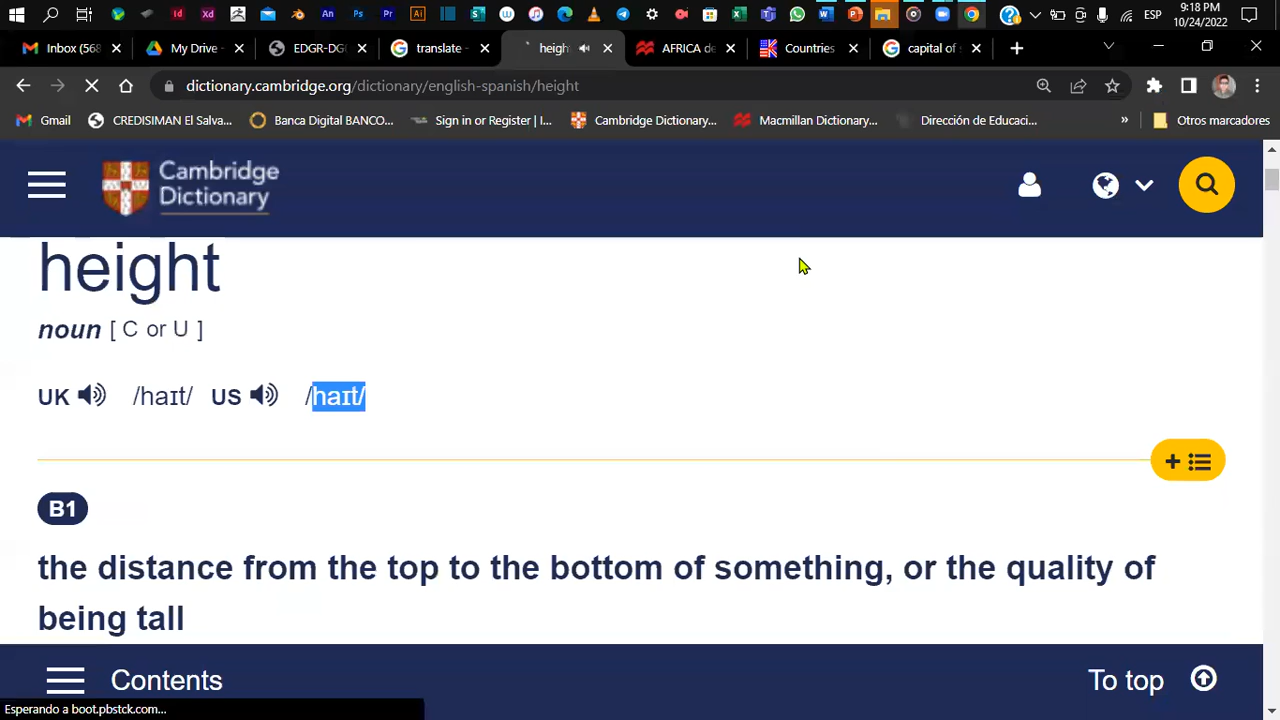 ESP
9:18 PM
10/24/2022
Inbox (568
My Drive -
EDGR-DGI
translate -
heigh
AFRICA de
Countries
capital of
dictionary.cambridge.org/dictionary/english-spanish/height
Gmail
CREDISIMAN El Salva...
Banca Digital BANCO...
Sign in or Register | I...
Cambridge Dictionary...
Macmillan Dictionary...
Dirección de Educaci...
Otros marcadores
Cambridge
Dictionary
height
noun [ C or U ]
UK /haɪt/ US /haɪt/
B1
the distance from the top to the bottom of something, or the quality of
being tall
Contents
To top
Esperando a boot.pbstck.com...